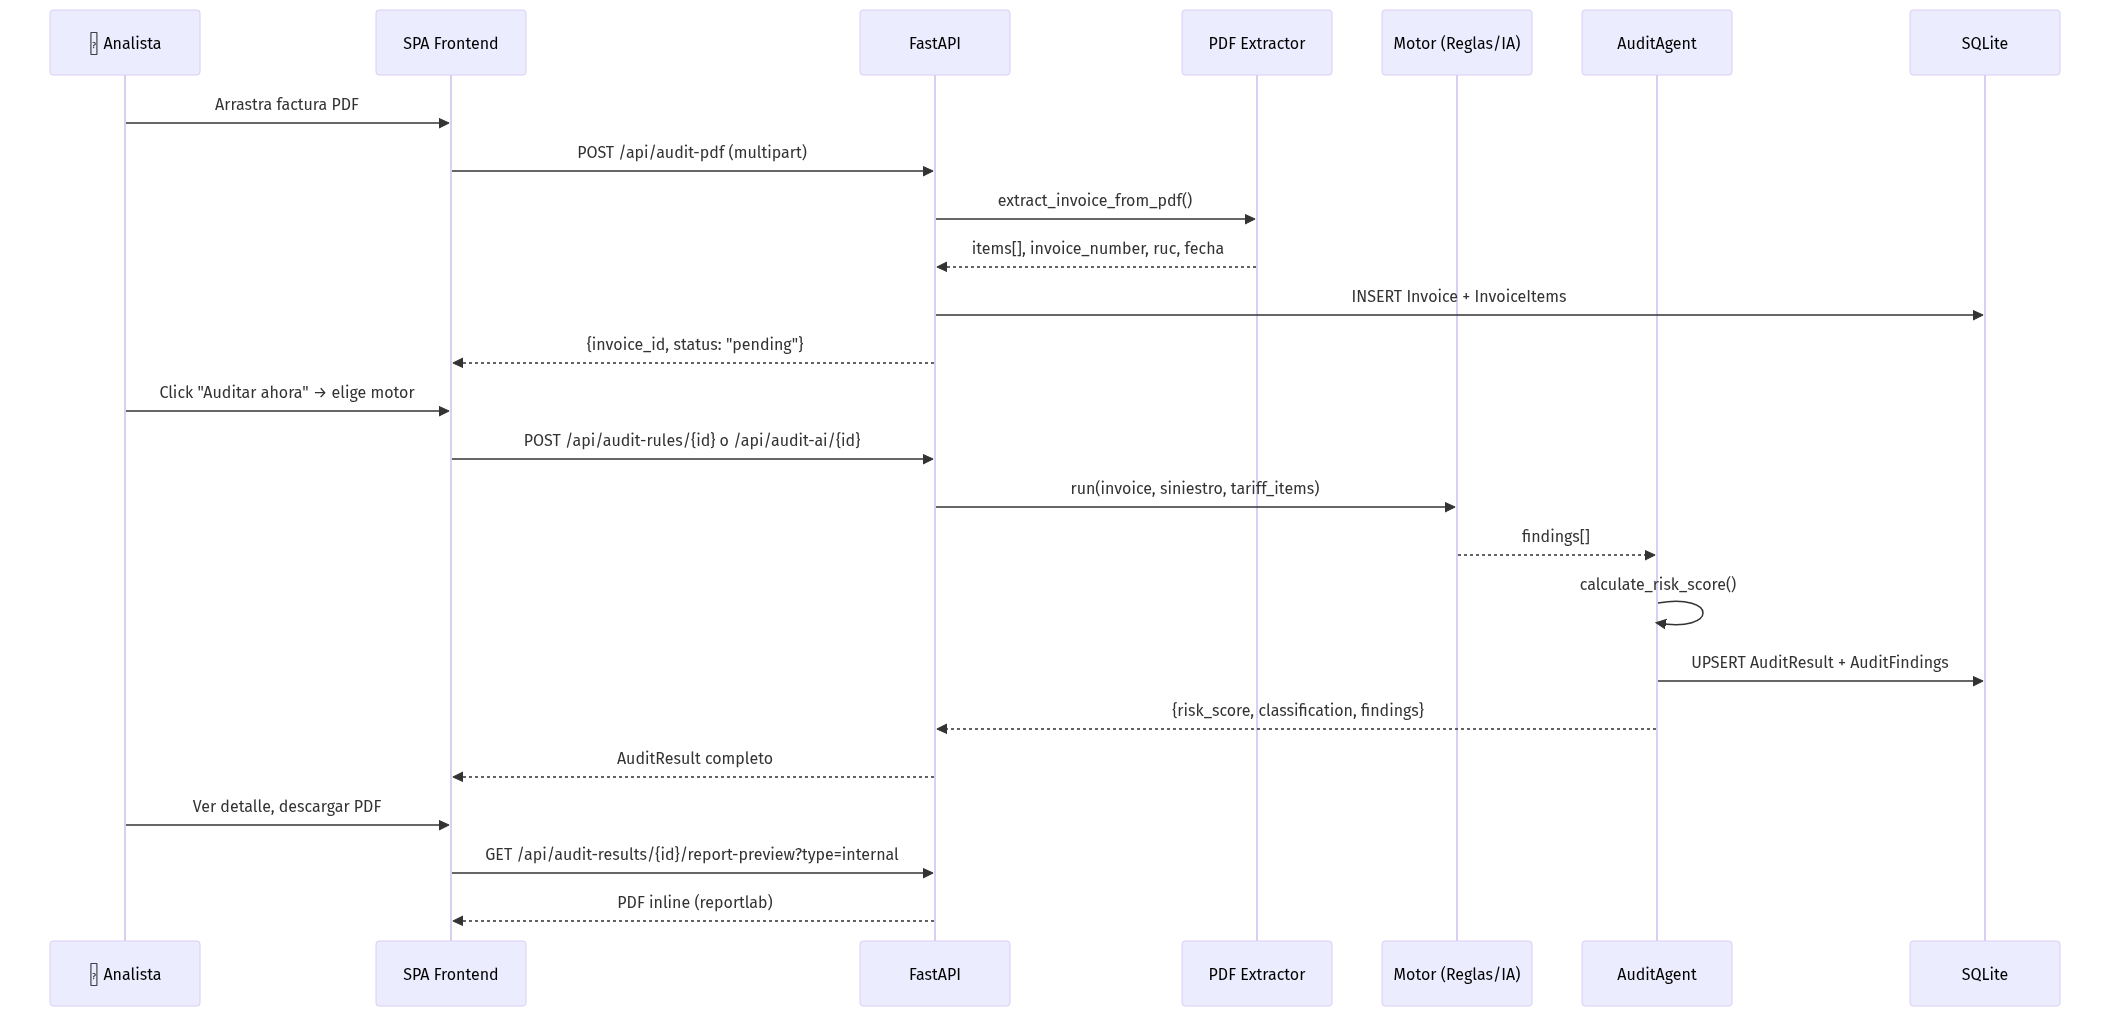 Analista
SPA Frontend
FastAPI
PDF Extractor
Motor (Reglas/IA)
AuditAgent
SQLite
Arrastra factura PDF
POST /api/audit-pdf (multipart)
extract_invoice_from_pdf()
items[], invoice_number, ruc, fecha
INSERT Invoice + InvoiceItems
{invoice_id, status: "pending"}
Click "Auditar ahora" → elige motor
POST /api/audit-rules/{id} o /api/audit-ai/{id}
run(invoice, siniestro, tariff_items)
findings[]
calculate_risk_score()
UPSERT AuditResult + AuditFindings
{risk_score, classification, findings}
AuditResult completo
Ver detalle, descargar PDF
GET /api/audit-results/{id}/report-preview?type=internal
PDF inline (reportlab)
Analista
SPA Frontend
FastAPI
PDF Extractor
Motor (Reglas/IA)
AuditAgent
SQLite